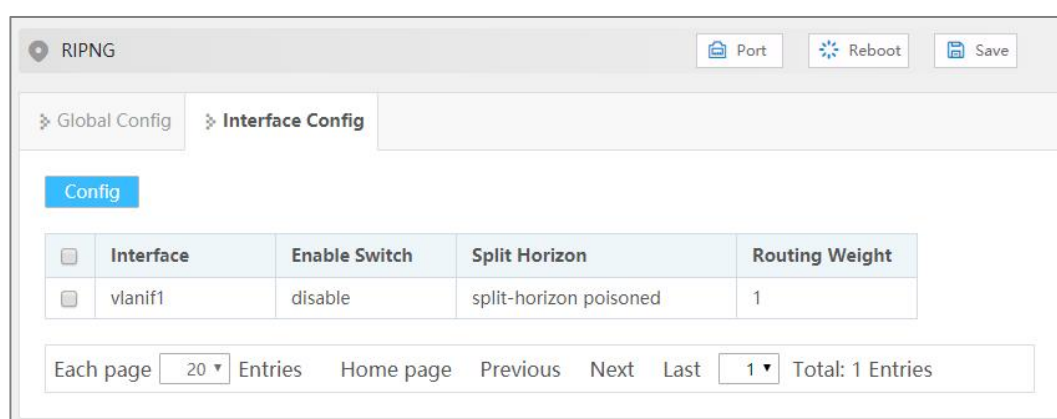 RIPNG Port Reboot Save
Global Config Interface Config
Config
Interface Enable Switch Split Horizon Routing Weight
vlanif1 disable split-horizon poisoned 1
Each page 20 Entries Home page Previous Next Last 1 Total: 1 Entries